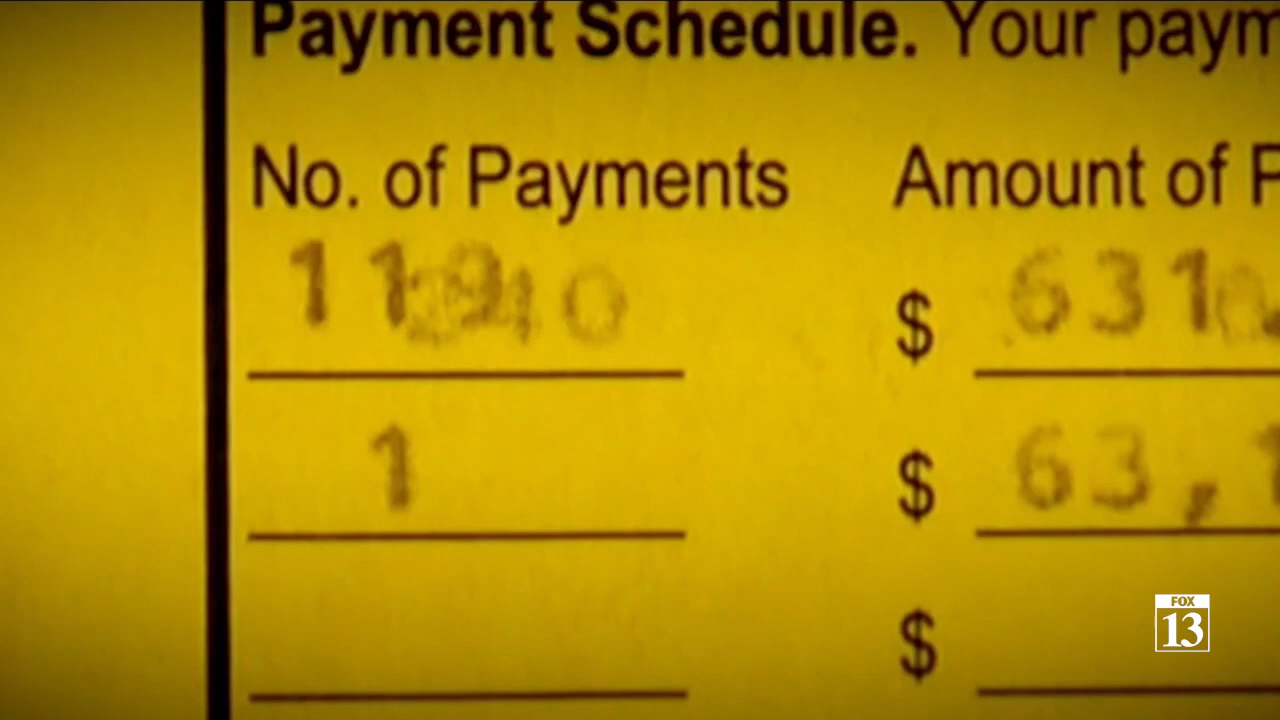 Payment Schedule. Your paym
No. of Payments
Amount of P
$ 631
1
$ 63,1
$
FOX
13